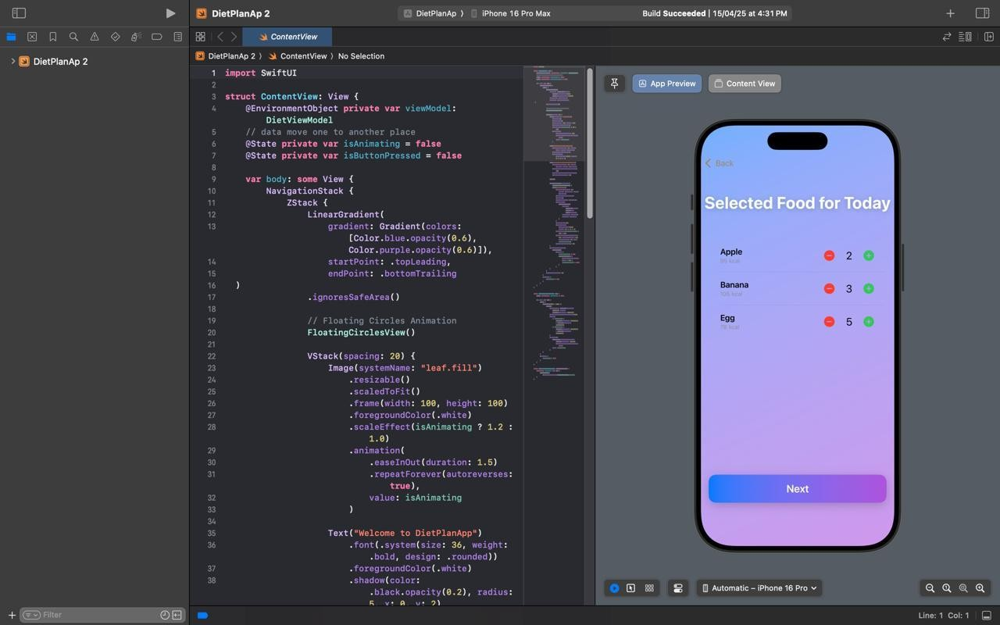 DietPlanAp 2
DietPlanAp 〉 iPhone 16 Pro Max
Build Succeeded | 15/04/25 at 4:31 PM
ContentView
DietPlanAp 2
DietPlanAp 2 〉 ContentView 〉 No Selection
1 import SwiftUI
2
3 struct ContentView: View {
4 @EnvironmentObject private var viewModel:
DietViewModel
5 // data move one to another place
6 @State private var isAnimating = false
7 @State private var isButtonPressed = false
8
9 var body: some View {
10 NavigationStack {
11 ZStack {
12 LinearGradient(
13 gradient: Gradient(colors:
[Color.blue.opacity(0.6),
Color.purple.opacity(0.6)]),
14 startPoint: .topLeading,
15 endPoint: .bottomTrailing
16 )
17 .ignoresSafeArea()
18
19 // Floating Circles Animation
20 FloatingCirclesView()
21
22 VStack(spacing: 20) {
23 Image(systemName: "leaf.fill")
24 .resizable()
25 .scaledToFit()
26 .frame(width: 100, height: 100)
27 .foregroundColor(.white)
28 .scaleEffect(isAnimating ? 1.2 :
1.0)
29 .animation(
30 .easeInOut(duration: 1.5)
31 .repeatForever(autoreverses:
true),
32 value: isAnimating
33 )
34
35 Text("Welcome to DietPlanApp")
36 .font(.system(size: 36, weight:
.bold, design: .rounded))
37 .foregroundColor(.white)
38 .shadow(color:
.black.opacity(0.2), radius:
5, x: 0, y: 2)
App Preview
Content View
Back
Selected Food for Today
Apple
95 kcal
2
Banana
105 kcal
3
Egg
78 kcal
5
Next
Automatic – iPhone 16 Pro
Filter
Line: 1 Col: 1